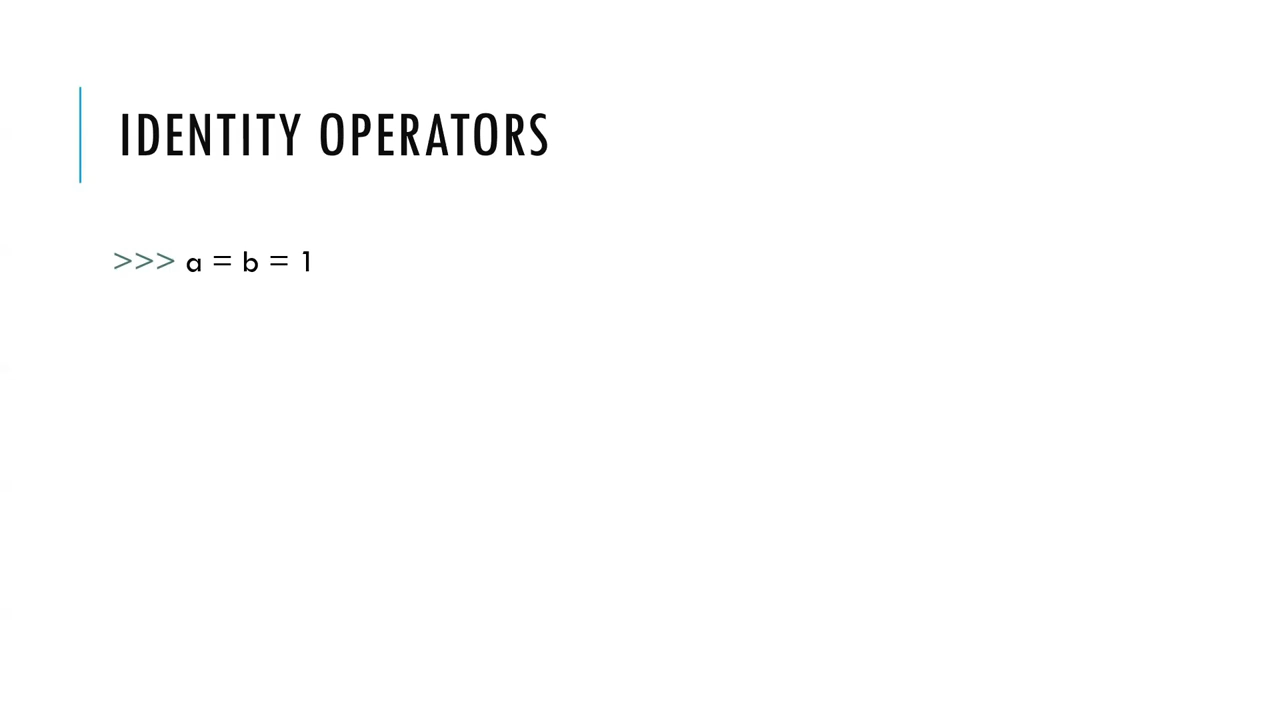 IDENTITY OPERATORS
>>> a = b = 1